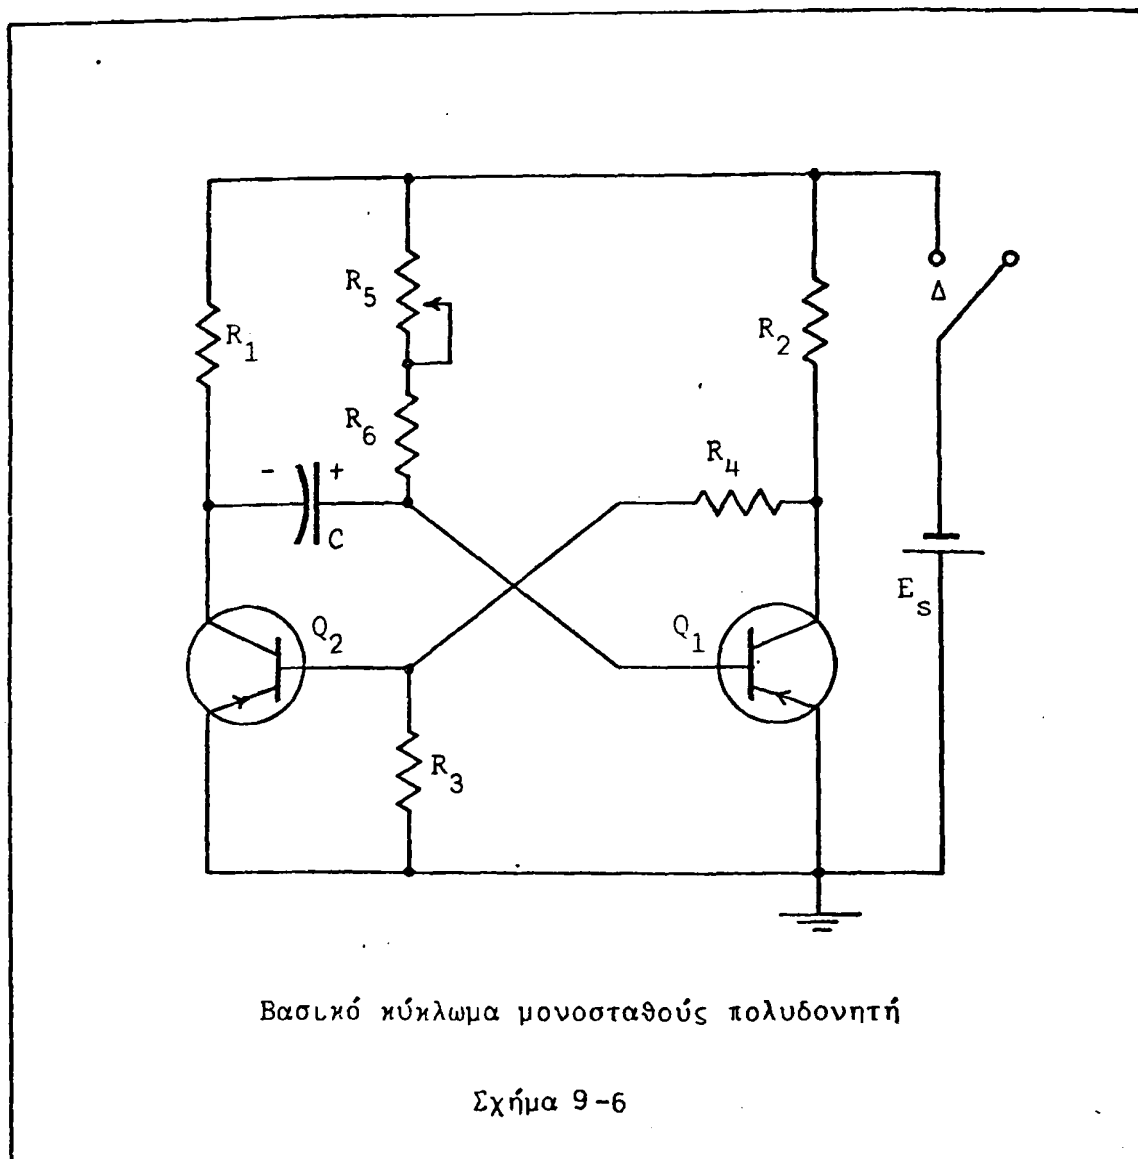 R5
R1
R2
Δ
R6
R4
- +
C
Es
Q2
Q1
R3
Βασικό κύκλωμα μονοσταθούς πολυδονητή
Σχήμα 9-6